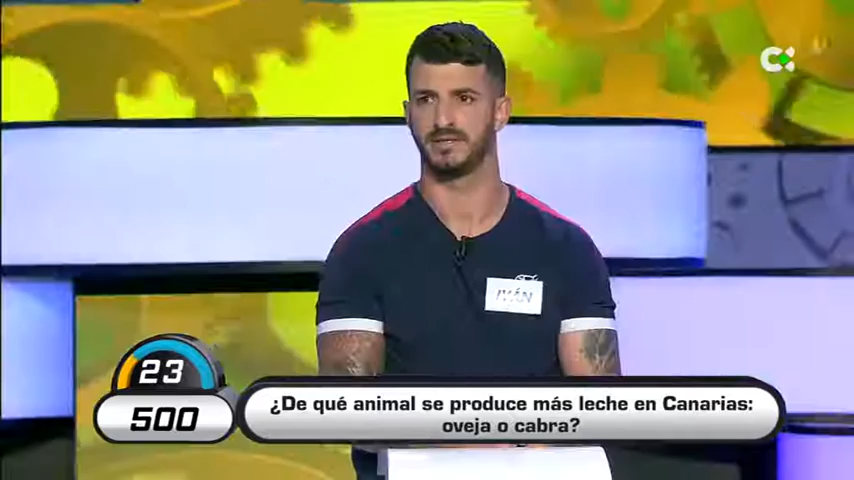 IVÁN
23
500
¿De qué animal se produce más leche en Canarias:
oveja o cabra?